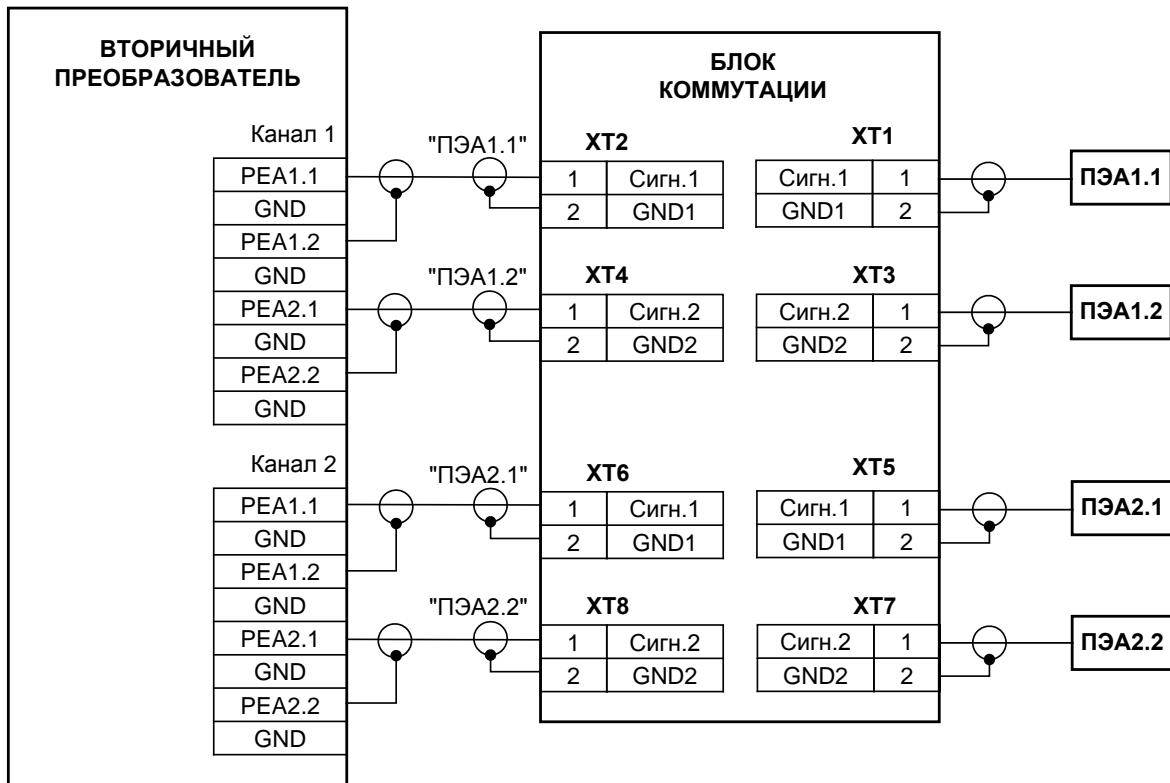 ВТОРИЧНЫЙ
ПРЕОБРАЗОВАТЕЛЬ
БЛОК
КОММУТАЦИИ
Канал 1
PEA1.1
GND
PEA1.2
GND
PEA2.1
GND
PEA2.2
GND
Канал 2
PEA1.1
GND
PEA1.2
GND
PEA2.1
GND
PEA2.2
GND
"ПЭА1.1"
"ПЭА1.2"
"ПЭА2.1"
"ПЭА2.2"
XT2
1 Сигн.1
2 GND1
XT4
1 Сигн.2
2 GND2
XT6
1 Сигн.1
2 GND1
XT8
1 Сигн.2
2 GND2
XT1
Сигн.1 1
GND1 2
XT3
Сигн.2 1
GND2 2
XT5
Сигн.1 1
GND1 2
XT7
Сигн.2 1
GND2 2
ПЭА1.1
ПЭА1.2
ПЭА2.1
ПЭА2.2